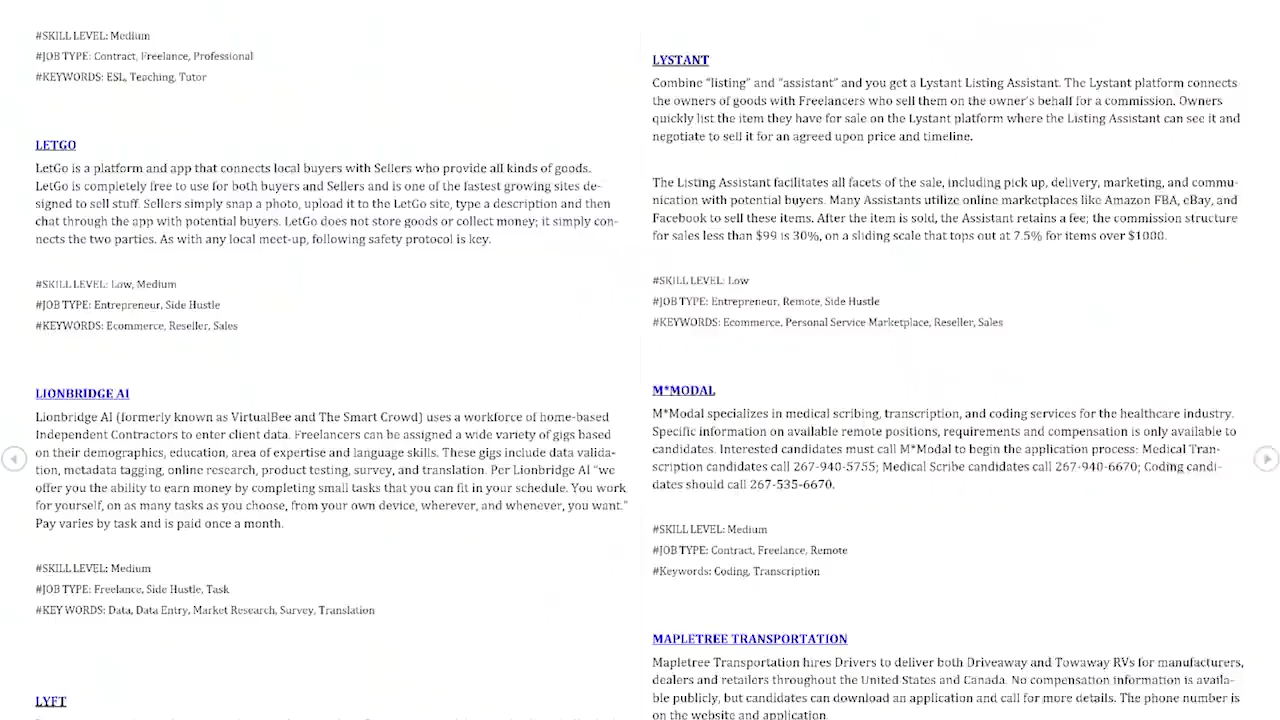 #SKILL LEVEL: Medium
#JOB TYPE: Contract, Freelance, Professional
#KEYWORDS: ESL, Teaching, Tutor
LETGO
LetGo is a platform and app that connects local buyers with Sellers who provide all kinds of goods.
LetGo is completely free to use for both buyers and Sellers and is one of the fastest growing sites de-
signed to sell stuff. Sellers simply snap a photo, upload it to the LetGo site, type a description and then
chat through the app with potential buyers. LetGo does not store goods or collect money; it simply con-
nects the two parties. As with any local meet-up, following safety protocol is key.
#SKILL LEVEL: Low, Medium
#JOB TYPE: Entrepreneur, Side Hustle
#KEYWORDS: Ecommerce, Reseller, Sales
LIONBRIDGE AI
Lionbridge AI (formerly known as VirtualBee and The Smart Crowd) uses a workforce of home-based
Independent Contractors to enter client data. Freelancers can be assigned a wide variety of gigs based
on their demographics, education, area of expertise and language skills. These gigs include data valida-
tion, metadata tagging, online research, product testing, survey, and translation. Per Lionbridge AI "we
offer you the ability to earn money by completing small tasks that you can fit in your schedule. You work
for yourself, on as many tasks as you choose, from your own device, wherever, and whenever, you want."
Pay varies by task and is paid once a month.
#SKILL LEVEL: Medium
#JOB TYPE: Freelance, Side Hustle, Task
#KEY WORDS: Data, Data Entry, Market Research, Survey, Translation
LYFT
LYSTANT
Combine "listing" and "assistant" and you get a Lystant Listing Assistant. The Lystant platform connects
the owners of goods with Freelancers who sell them on the owner's behalf for a commission. Owners
quickly list the item they have for sale on the Lystant platform where the Listing Assistant can see it and
negotiate to sell it for an agreed upon price and timeline.
The Listing Assistant facilitates all facets of the sale, including pick up, delivery, marketing, and commu-
nication with potential buyers. Many Assistants utilize online marketplaces like Amazon FBA, eBay, and
Facebook to sell these items. After the item is sold, the Assistant retains a fee; the commission structure
for sales less than $99 is 30%, on a sliding scale that tops out at 7.5% for items over $1000.
#SKILL LEVEL: Low
#JOB TYPE: Entrepreneur, Remote, Side Hustle
#KEYWORDS: Ecommerce, Personal Service Marketplace, Reseller, Sales
M*MODAL
M*Modal specializes in medical scribing, transcription, and coding services for the healthcare industry.
Specific information on available remote positions, requirements and compensation is only available to
candidates. Interested candidates must call M*Modal to begin the application process: Medical Tran-
scription candidates call 267-940-5755; Medical Scribe candidates call 267-940-6670; Coding candi-
dates should call 267-535-6670.
#SKILL LEVEL: Medium
#JOB TYPE: Contract, Freelance, Remote
#Keywords: Coding, Transcription
MAPLETREE TRANSPORTATION
Mapletree Transportation hires Drivers to deliver both Driveaway and Towaway RVs for manufacturers,
dealers and retailers throughout the United States and Canada. No compensation information is availa-
ble publicly, but candidates can download an application and call for more details. The phone number is
on the website and application.